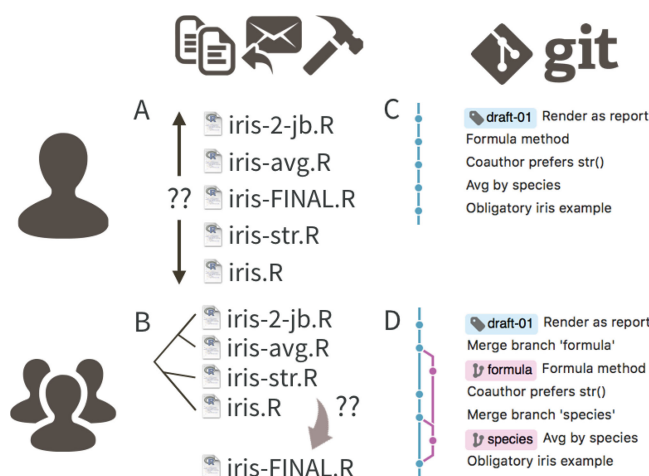 git
A
??
iris-2-jb.R
iris-avg.R
iris-FINAL.R
iris-str.R
iris.R
C
draft-01 Render as report
Formula method
Coauthor prefers str()
Avg by species
Obligatory iris example
B
iris-2-jb.R
iris-avg.R
iris-str.R
iris.R
??
iris-FINAL.R
D
draft-01 Render as report
Merge branch 'formula'
formula Formula method
Coauthor prefers str()
Merge branch 'species'
species Avg by species
Obligatory iris example